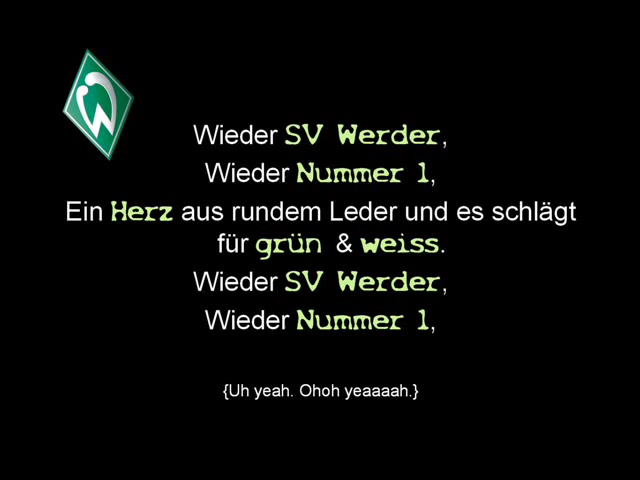 Wieder SV Werder,
Wieder Nummer 1,
Ein Herz aus rundem Leder und es schlägt
für grün & weiss.
Wieder SV Werder,
Wieder Nummer 1,
{Uh yeah. Ohoh yeaaaah.}